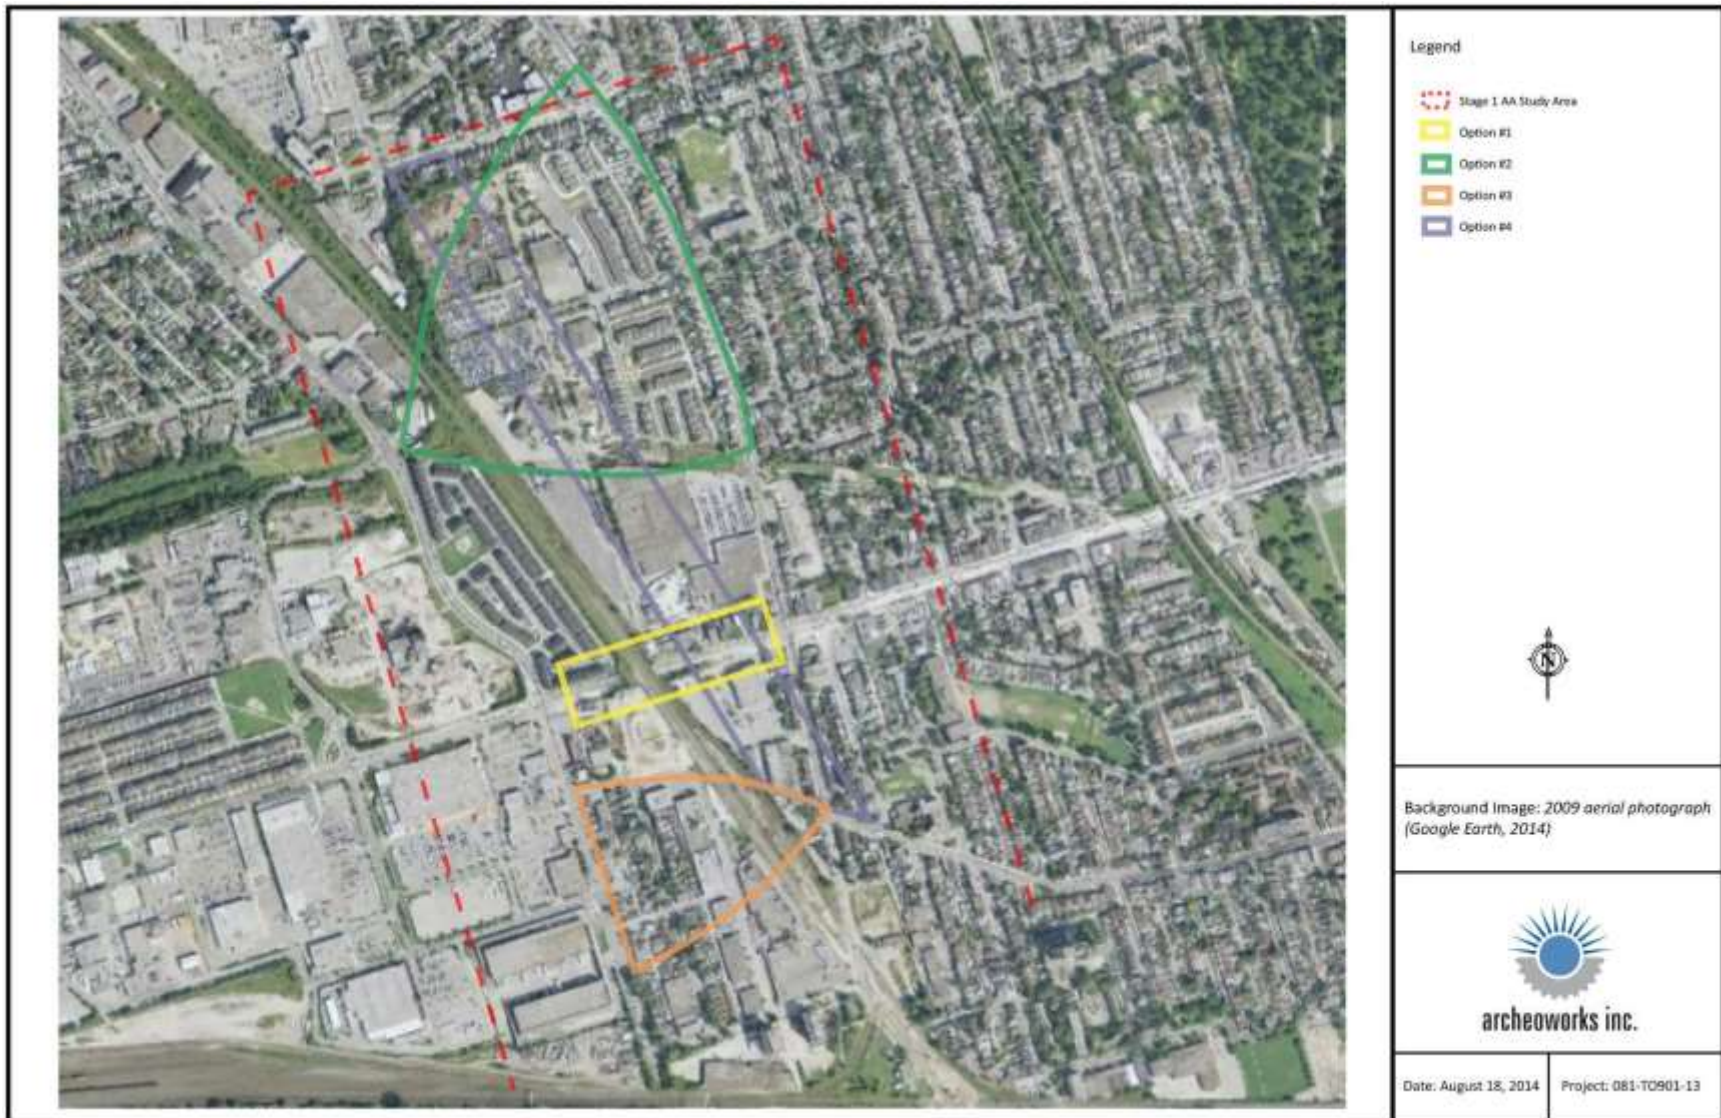 Legend
Stage 1 AA Study Area
Option #1
Option #2
Option #3
Option #4
N
Background Image: 2009 aerial photograph
(Google Earth, 2014)
archeoworks inc.
Date: August 18, 2014
Project: 081-TO901-13